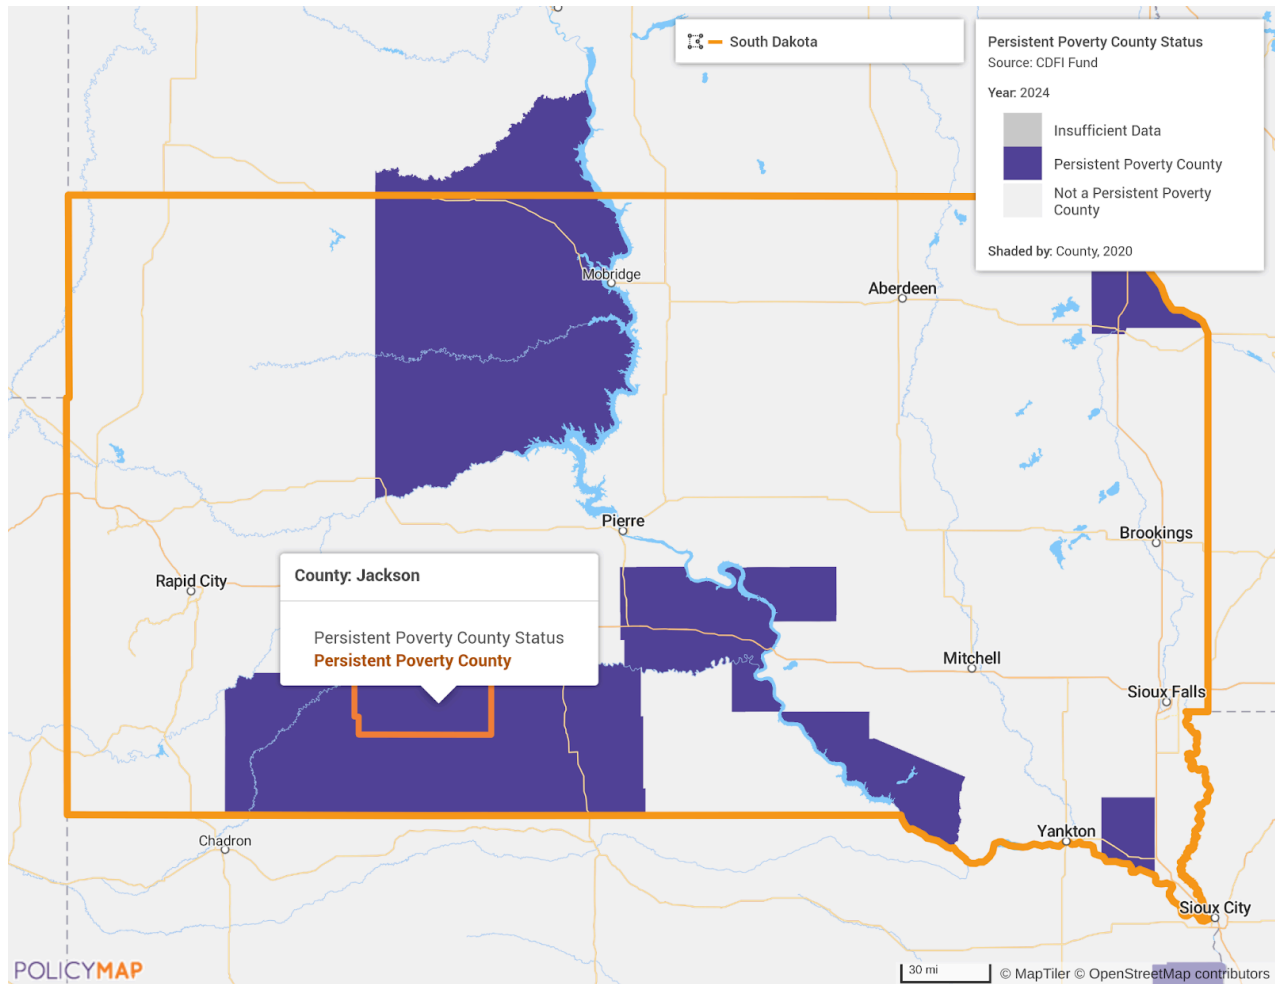 South Dakota
Persistent Poverty County Status
Source: CDFI Fund
Year: 2024
Insufficient Data
Persistent Poverty County
Not a Persistent Poverty
County
Shaded by: County, 2020
Mobridge
Aberdeen
Pierre
Brookings
Rapid City
County: Jackson
Persistent Poverty County Status
Persistent Poverty County
Mitchell
Sioux Falls
Chadron
Yankton
Sioux City
POLICYMAP
30 mi
© MapTiler © OpenStreetMap contributors